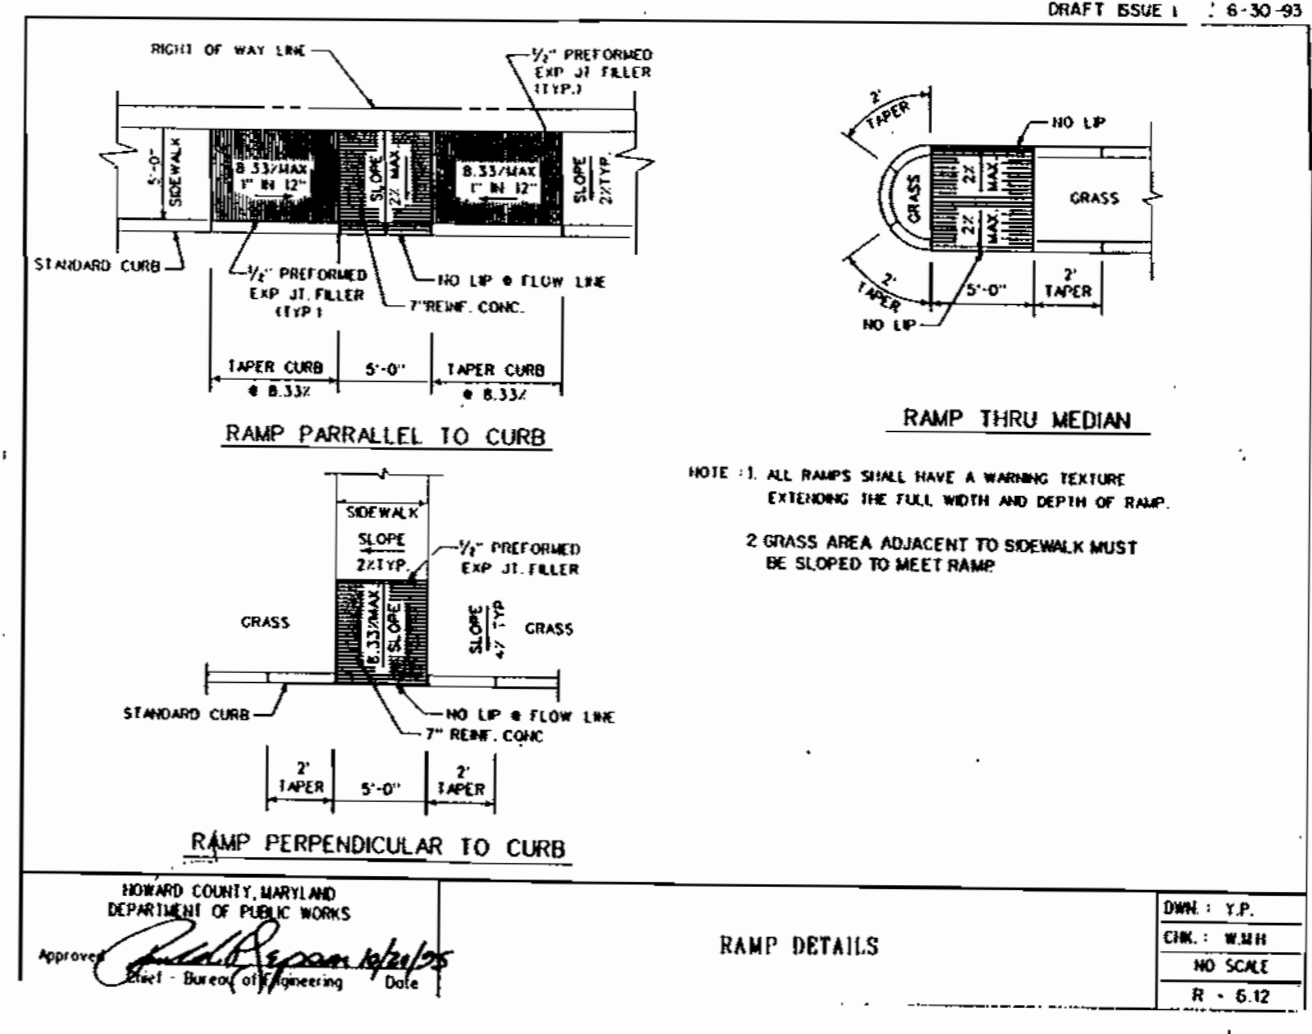 DRAFT ISSUE 1 6-30-93
RIGHT OF WAY LINE
1/2" PREFORMED
EXP JT FILLER
(TYP.)
5'-0"
SIDEWALK
8.33%MAX
1" IN 12"
SLOPE
2% MAX.
8.33%MAX
1" IN 12"
SLOPE
2%TYP.
STANDARD CURB
1/2" PREFORMED
EXP JT. FILLER
(TYP)
NO LIP @ FLOW LINE
7"REINF. CONC.
TAPER CURB
@ 8.33%
5'-0"
TAPER CURB
@ 8.33%
RAMP PARRALLEL TO CURB
2'
TAPER
NO LIP
GRASS
2%
MAX
2%
MAX.
GRASS
2'
TAPER
5'-0"
2'
TAPER
NO LIP
RAMP THRU MEDIAN
NOTE : 1. ALL RAMPS SHALL HAVE A WARNING TEXTURE
EXTENDING THE FULL WIDTH AND DEPTH OF RAMP.
2 GRASS AREA ADJACENT TO SIDEWALK MUST
BE SLOPED TO MEET RAMP
SIDEWALK
SLOPE
2%TYP.
1/2" PREFORMED
EXP JT. FILLER
GRASS
8.33%MAX.
SLOPE
SLOPE
4% TYP
GRASS
STANDARD CURB
NO LIP @ FLOW LINE
7" REINF. CONC
2'
TAPER
5'-0"
2'
TAPER
RAMP PERPENDICULAR TO CURB
HOWARD COUNTY, MARYLAND
DEPARTMENT OF PUBLIC WORKS
Approved
Chief - Bureau of Engineering Date
RAMP DETAILS
DWN. : Y.P.
CHK. : W.M.H
NO SCALE
R - 6.12